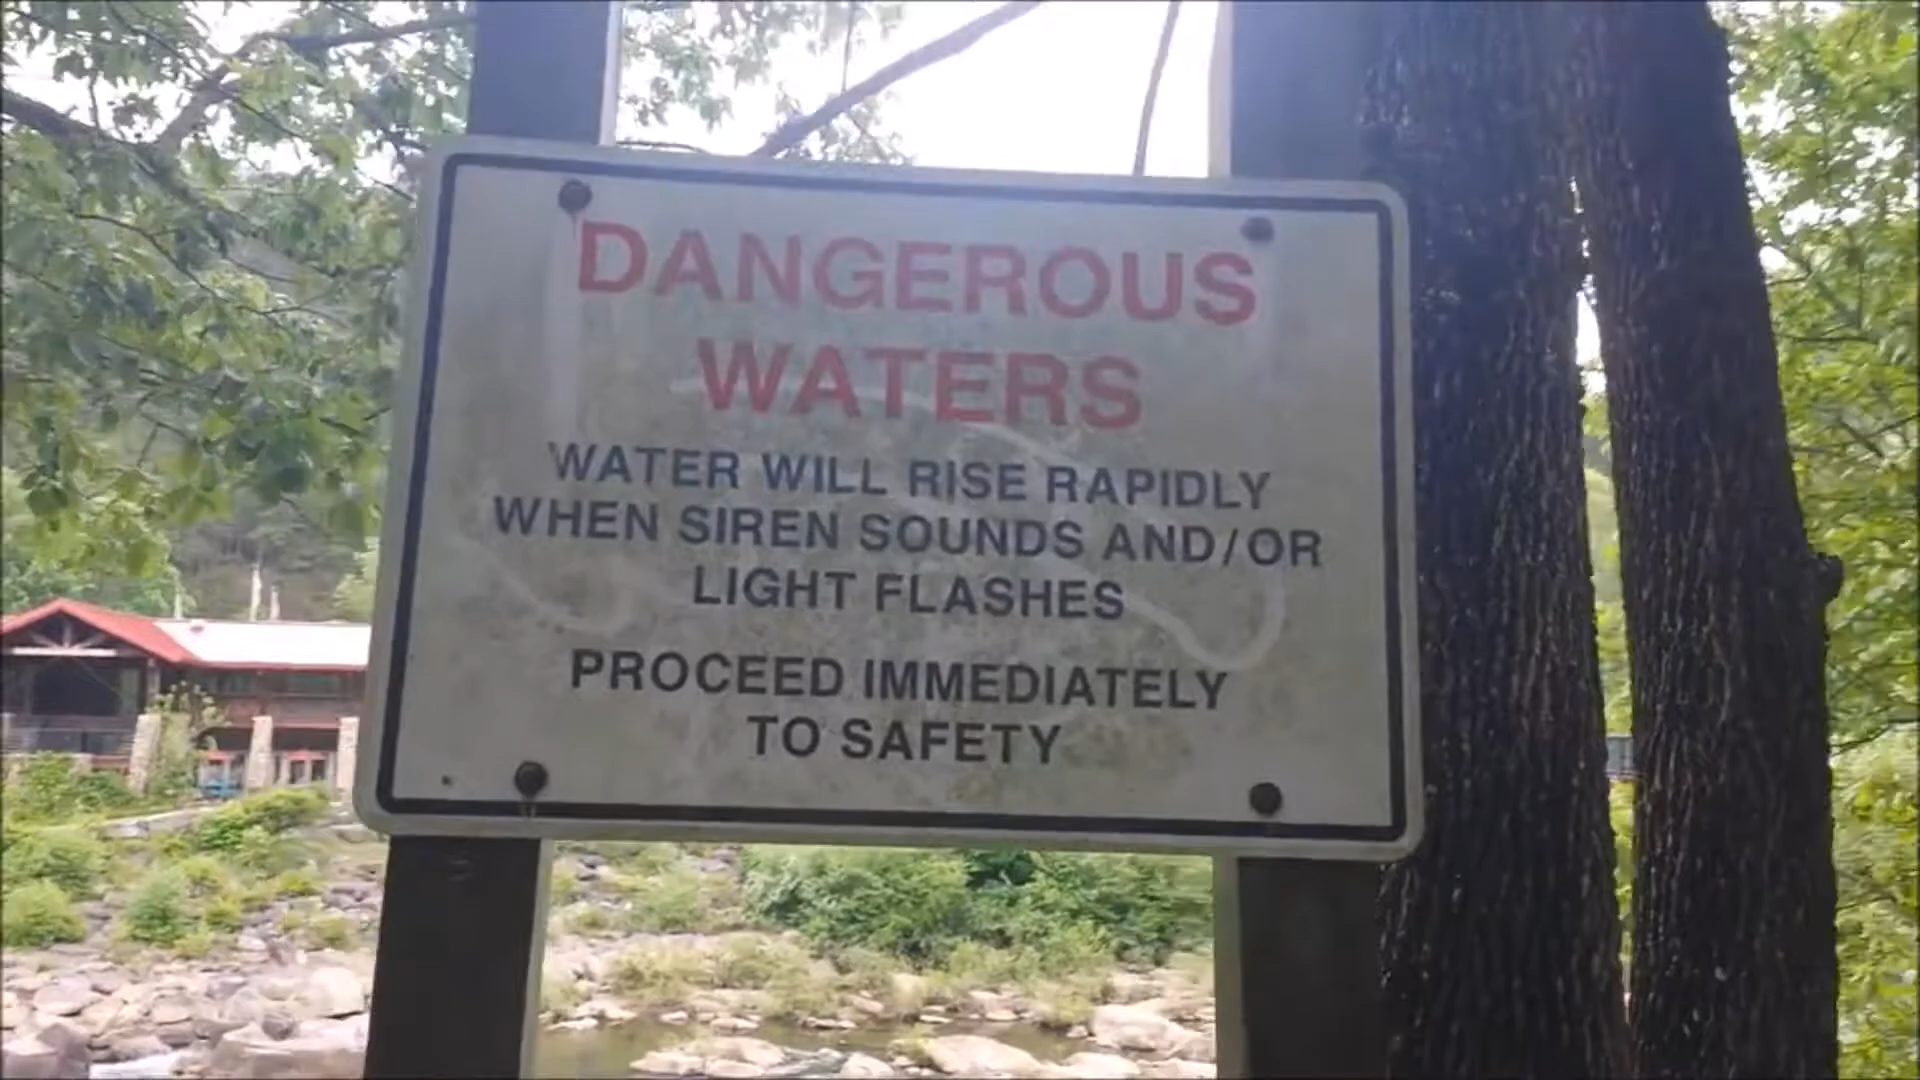 DANGEROUS
WATERS
WATER WILL RISE RAPIDLY
WHEN SIREN SOUNDS AND/OR
LIGHT FLASHES
PROCEED IMMEDIATELY
TO SAFETY